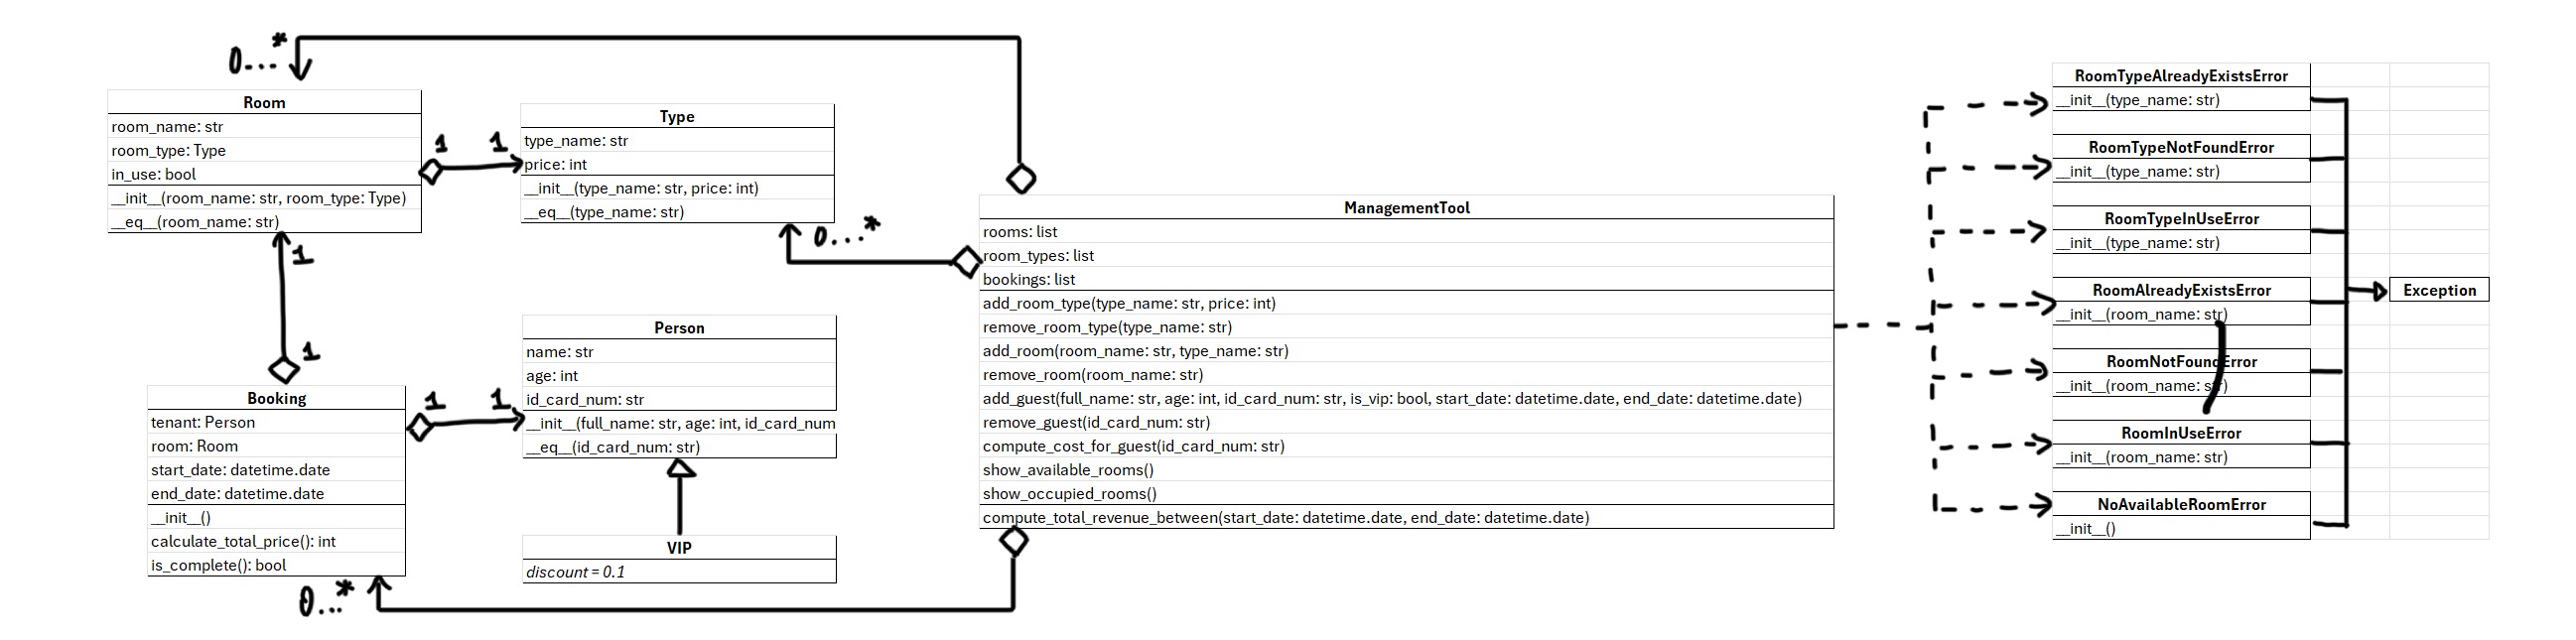 0...*
Room
room_name: str
room_type: Type
in_use: bool
__init__(room_name: str, room_type: Type)
__eq__(room_name: str)
1
1
Type
type_name: str
price: int
__init__(type_name: str, price: int)
__eq__(type_name: str)
0...*
1
1
Booking
tenant: Person
room: Room
start_date: datetime.date
end_date: datetime.date
__init__()
calculate_total_price(): int
is_complete(): bool
0...*
1
1
Person
name: str
age: int
id_card_num: str
__init__(full_name: str, age: int, id_card_num
__eq__(id_card_num: str)
VIP
discount = 0.1
ManagementTool
rooms: list
room_types: list
bookings: list
add_room_type(type_name: str, price: int)
remove_room_type(type_name: str)
add_room(room_name: str, type_name: str)
remove_room(room_name: str)
add_guest(full_name: str, age: int, id_card_num: str, is_vip: bool, start_date: datetime.date, end_date: datetime.date)
remove_guest(id_card_num: str)
compute_cost_for_guest(id_card_num: str)
show_available_rooms()
show_occupied_rooms()
compute_total_revenue_between(start_date: datetime.date, end_date: datetime.date)
RoomTypeAlreadyExistsError
__init__(type_name: str)
RoomTypeNotFoundError
__init__(type_name: str)
RoomTypeInUseError
__init__(type_name: str)
RoomAlreadyExistsError
__init__(room_name: str)
RoomNotFoundError
__init__(room_name: str)
RoomInUseError
__init__(room_name: str)
NoAvailableRoomError
__init__()
Exception